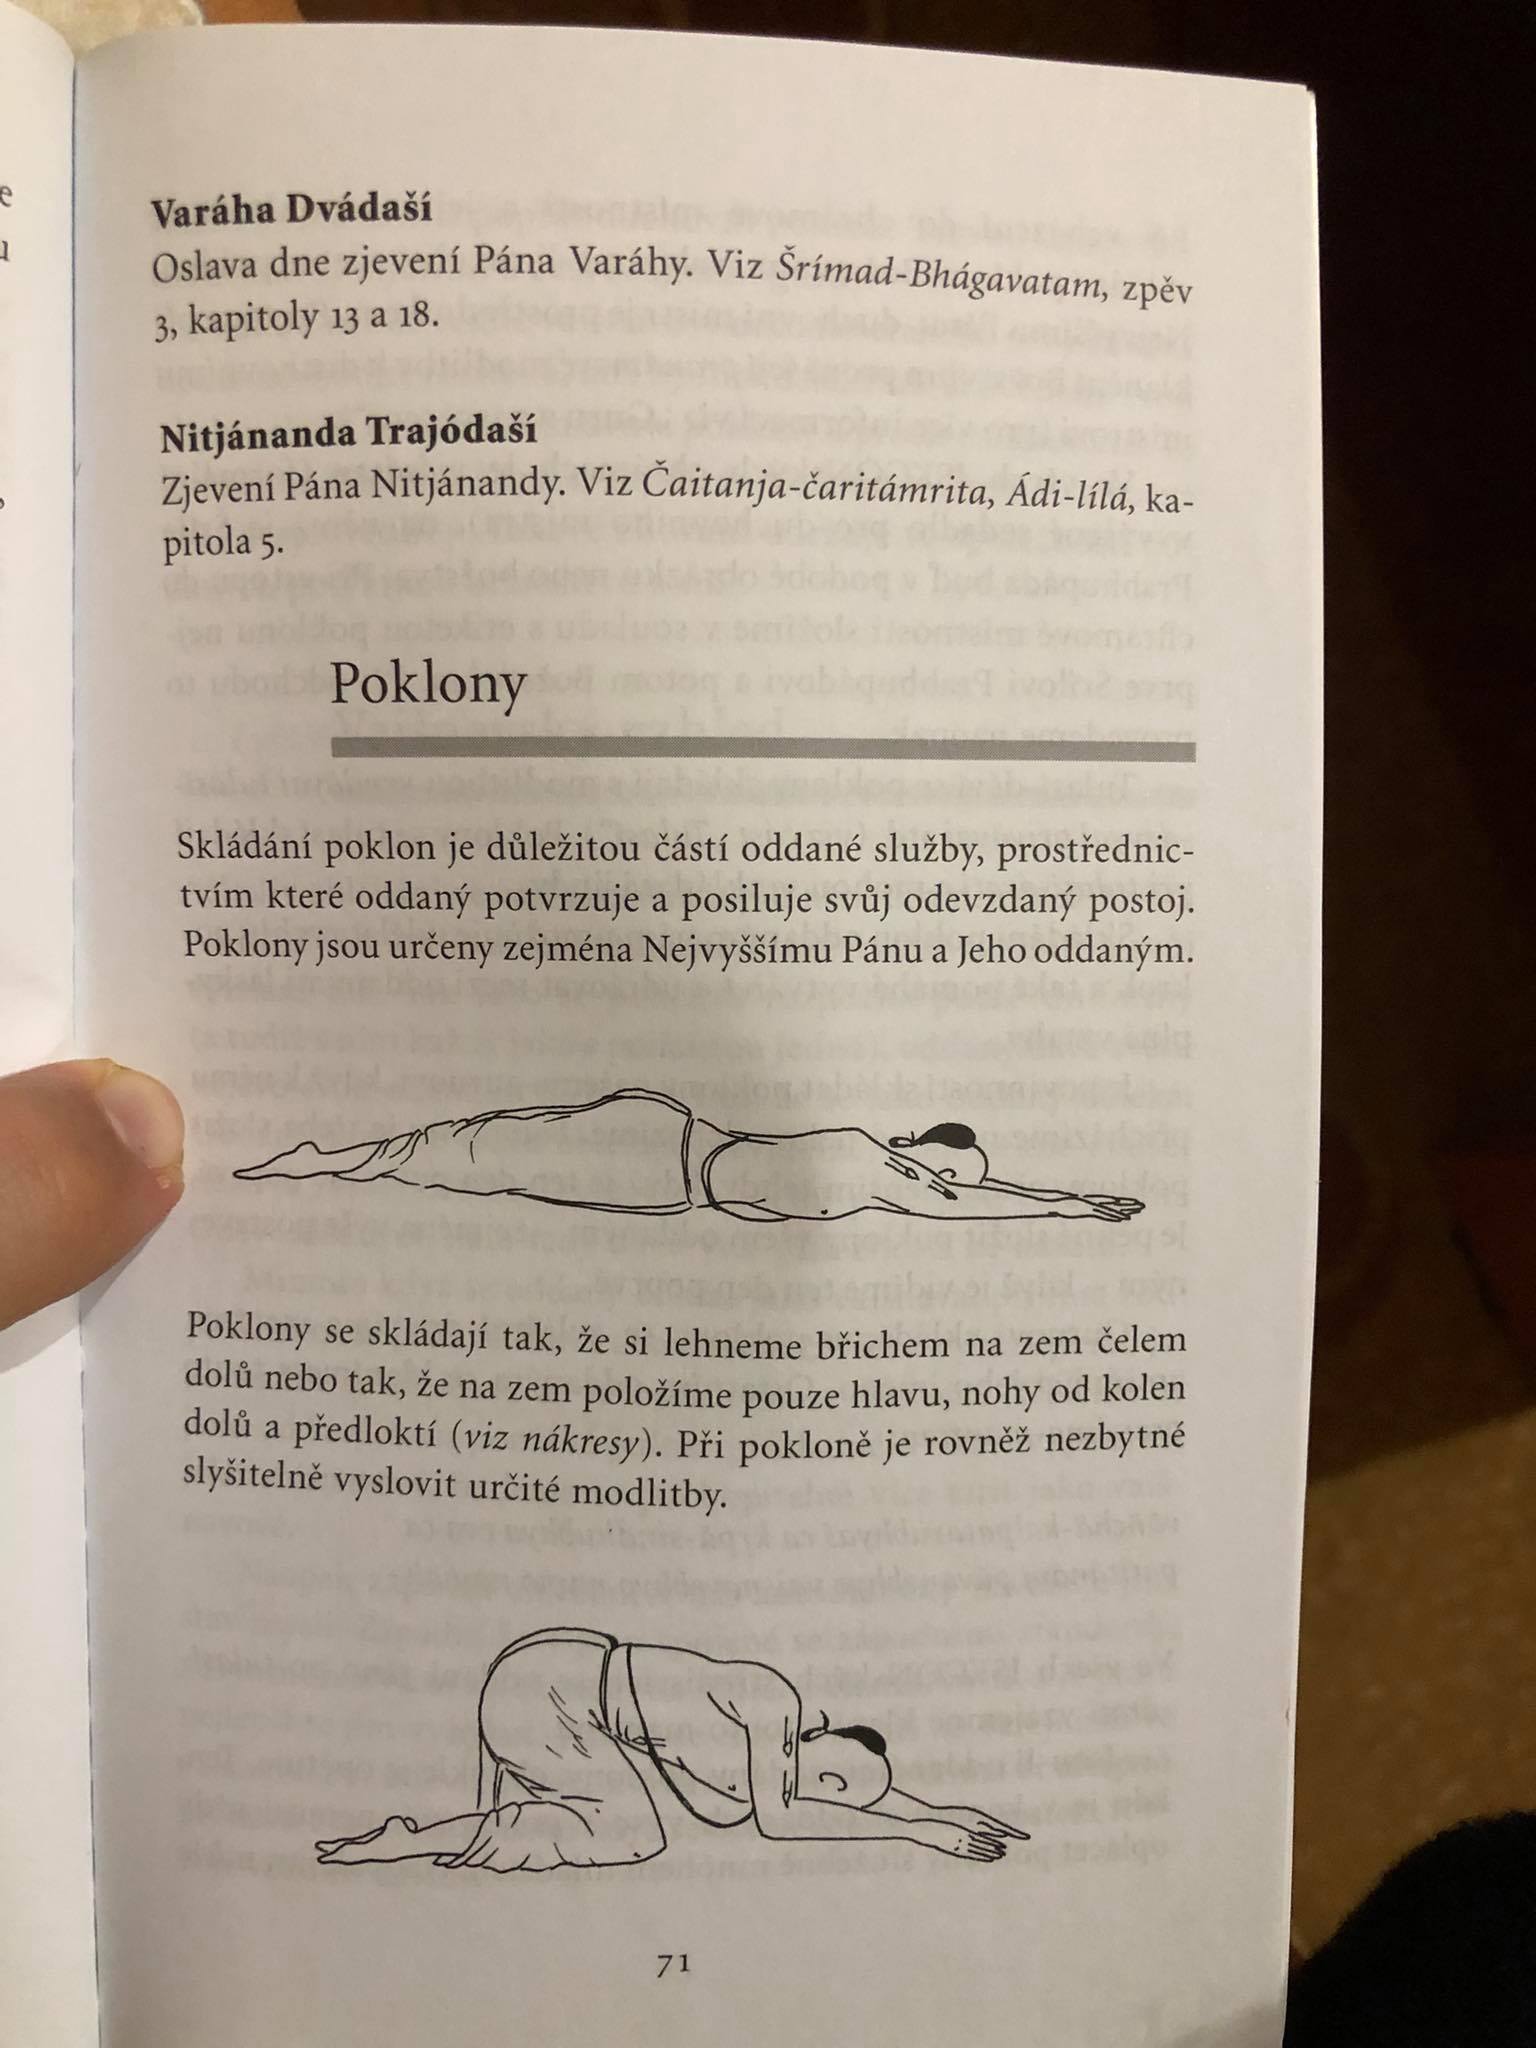 Varáha Dvádaší
Oslava dne zjevení Pána Varáhy. Viz Šrímad-Bhágavatam, zpěv
3, kapitoly 13 a 18.
Nitjánanda Trajódaší
Zjevení Pána Nitjánandy. Viz Čaitanja-čaritámrita, Ádi-lílá, ka-
pitola 5.
Poklony
Skládání poklon je důležitou částí oddané služby, prostřednic-
tvím které oddaný potvrzuje a posiluje svůj odevzdaný postoj.
Poklony jsou určeny zejména Nejvyššímu Pánu a Jeho oddaným.
Poklony se skládají tak, že si lehneme břichem na zem čelem
dolů nebo tak, že na zem položíme pouze hlavu, nohy od kolen
dolů a předloktí (viz nákresy). Při pokloně je rovněž nezbytné
slyšitelně vyslovit určité modlitby.
71